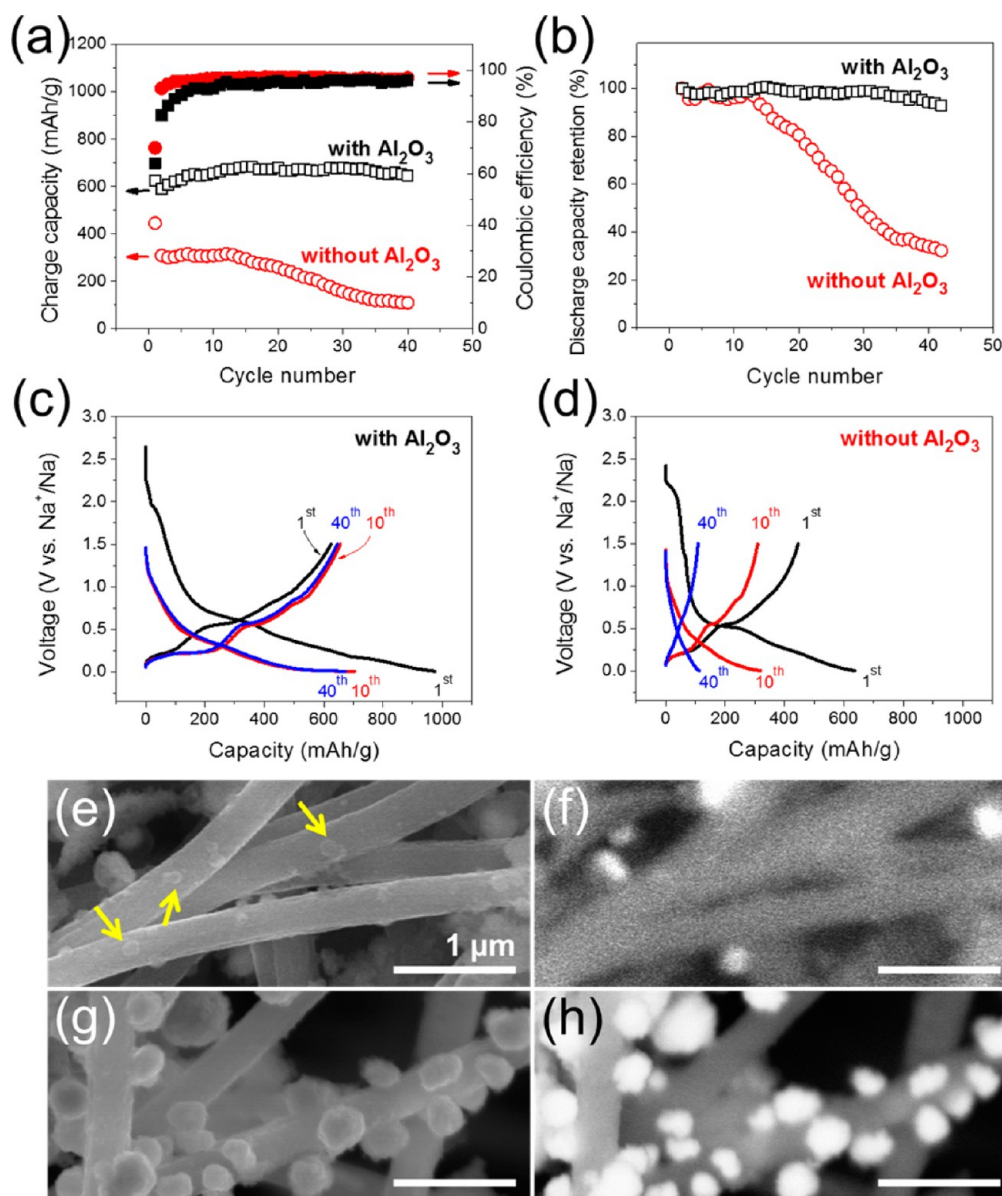 (a)
1200
1000
800
600
400
200
0
Charge capacity (mAh/g)
with Al₂O₃
without Al₂O₃
100
80
60
40
20
0
Coulombic efficiency (%)
0 10 20 30 40 50
Cycle number
(b)
120
100
80
60
40
20
0
Discharge capacity retention (%)
with Al₂O₃
without Al₂O₃
0 10 20 30 40 50
Cycle number
(c)
3.0
2.5
2.0
1.5
1.0
0.5
0.0
Voltage (V vs. Na⁺/Na)
with Al₂O₃
1ˢᵗ 40ᵗʰ 10ᵗʰ
40ᵗʰ 10ᵗʰ 1ˢᵗ
0 200 400 600 800 1000
Capacity (mAh/g)
(d)
3.0
2.5
2.0
1.5
1.0
0.5
0.0
Voltage (V vs. Na⁺/Na)
without Al₂O₃
40ᵗʰ 10ᵗʰ 1ˢᵗ
40ᵗʰ 10ᵗʰ 1ˢᵗ
0 200 400 600 800 1000
Capacity (mAh/g)
(e)
1 μm
(f)
(g)
(h)